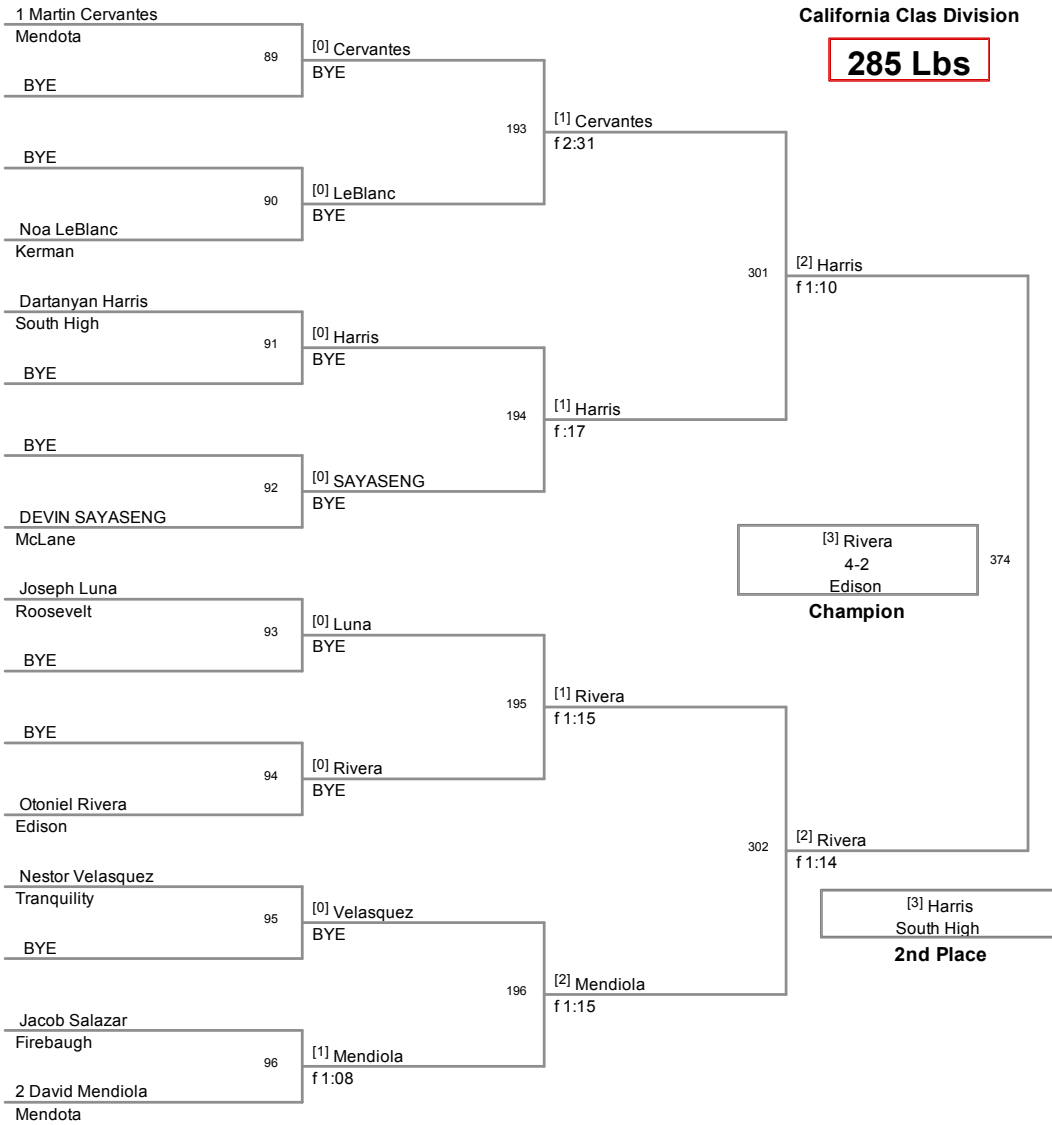 California Clas Division
285 Lbs
1 Martin Cervantes
Mendota
89
BYE
[0] Cervantes
BYE
193
[1] Cervantes
f 2:31
BYE
90
Noa LeBlanc
Kerman
[0] LeBlanc
BYE
301
[2] Harris
f 1:10
Dartanyan Harris
South High
91
BYE
[0] Harris
BYE
194
[1] Harris
f :17
BYE
92
DEVIN SAYASENG
McLane
[0] SAYASENG
BYE
[3] Rivera
4-2
Edison
Champion
374
Joseph Luna
Roosevelt
93
BYE
[0] Luna
BYE
195
[1] Rivera
f 1:15
BYE
94
Otoniel Rivera
Edison
[0] Rivera
BYE
302
[2] Rivera
f 1:14
Nestor Velasquez
Tranquility
95
BYE
[0] Velasquez
BYE
196
[2] Mendiola
f 1:15
[3] Harris
South High
2nd Place
Jacob Salazar
Firebaugh
96
2 David Mendiola
Mendota
[1] Mendiola
f 1:08